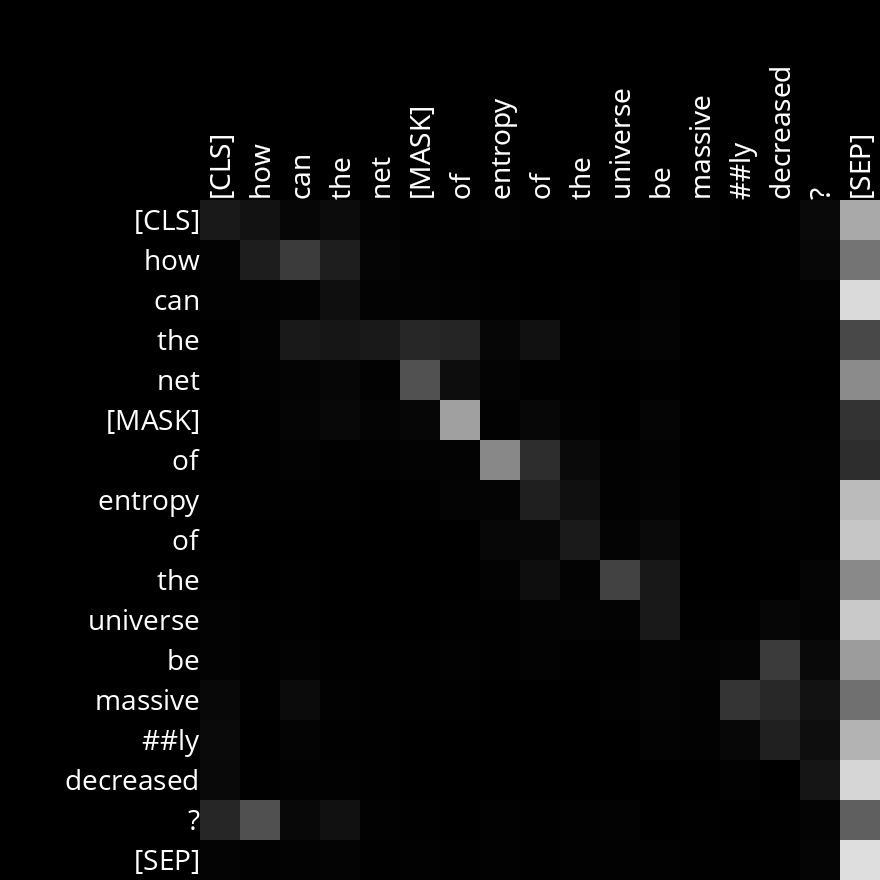 [CLS] how can the net [MASK] of entropy of the universe be massive ##ly decreased ? [SEP]
[CLS]
how
can
the
net
[MASK]
of
entropy
of
the
universe
be
massive
##ly
decreased
?
[SEP]